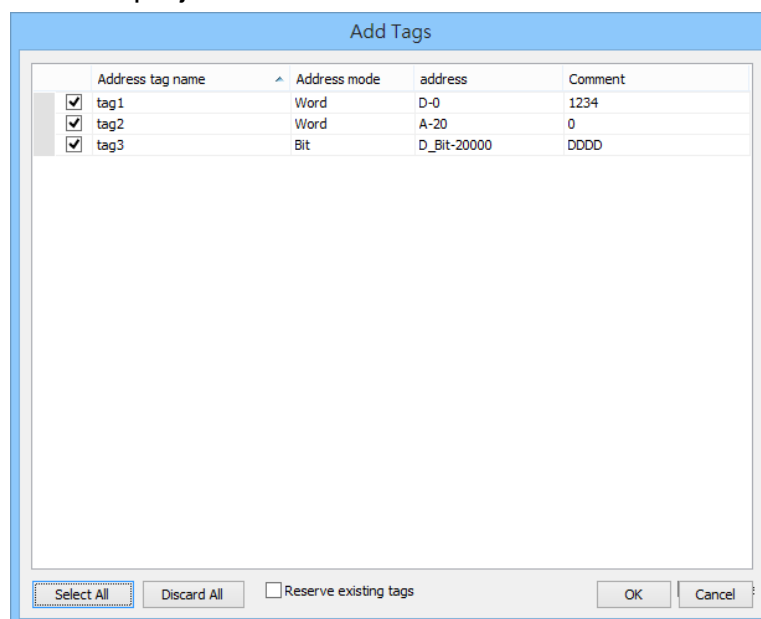 Add Tags
Address tag name Address mode address Comment
tag1 Word D-0 1234
tag2 Word A-20 0
tag3 Bit D_Bit-20000 DDDD
Select All Discard All Reserve existing tags OK Cancel